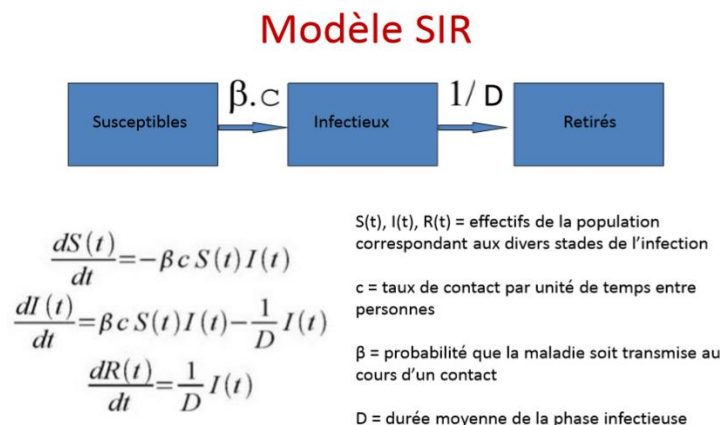 Modèle SIR
β.c
1/ D
Susceptibles
Infectieux
Retirés
dS(t)/dt=−β c S(t) I(t)
dI(t)/dt=β c S(t) I(t)−1/D I(t)
dR(t)/dt=1/D I(t)
S(t), I(t), R(t) = effectifs de la population
correspondant aux divers stades de l’infection
c = taux de contact par unité de temps entre
personnes
β = probabilité que la maladie soit transmise au
cours d’un contact
D = durée moyenne de la phase infectieuse